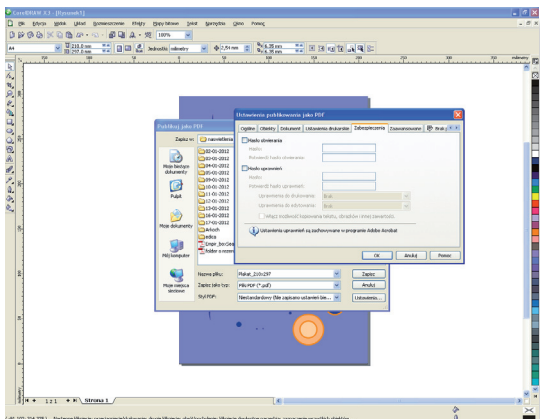 CorelDRAW X3 - [Rysunek1]
Plik Edycja Widok Układ Rozmieszczenie Efekty Mapy bitowe Tekst Narzędzia Okno Pomoc
100%
A4 210,0 mm 297,0 mm Jednostki: milimetry 2,54 mm 6,35 mm 6,35 mm
milimetry
Publikuj jako PDF
Zapisz w: naswietlenia
02-01-2012
03-01-2012
04-01-2012
05-01-2012
09-01-2012
10-01-2012
11-01-2012
12-01-2012
13-01-2012
16-01-2012
17-01-2012
Arhoch
edica
Moje bieżące dokumenty
Pulpit
Moje dokumenty
Mój komputer
Moje miejsca sieciowe
Nazwa pliku: Plakat_210x297 Zapisz
Zapisz jako typ: Plik PDF (*.pdf) Anuluj
Styl PDF: Niestandardowy (Nie zapisano ustawień bie... Ustawienia...
Ustawienia publikowania jako PDF
Ogólne Obiekty Dokument Ustawienia drukarskie Zabezpieczenia Zaawansowane Brak
Hasło otwierania
Hasło:
Potwierdź hasło otwierania:
Hasło uprawnień
Hasło:
Potwierdź hasło uprawnień:
Uprawnienia do drukowania: Brak
Uprawnienia do edytowania: Brak
Włącz możliwość kopiowania tekstu, obrazków i innej zawartości.
Ustawienia uprawnień są zachowywane w programie Adobe Acrobat
OK Anuluj Pomoc
1 z 1 Strona 1